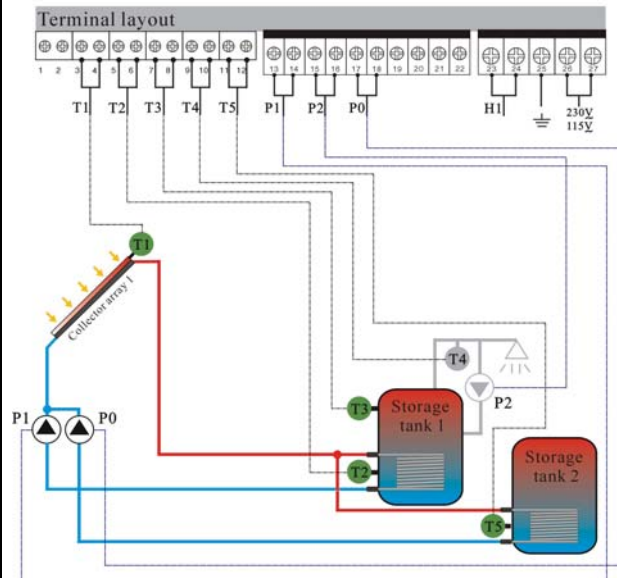 Terminal layout
1 2 3 4 5 6 7 8 9 10 11 12 13 14 15 16 17 18 19 20 21 22 23 24 25 26 27
T1 T2 T3 T4 T5 P1 P2 P0 H1 230V
115V
T1
Collector array 1
T4
T3
P2
Storage
tank 1
P1 P0
Storage
tank 2
T2
T5